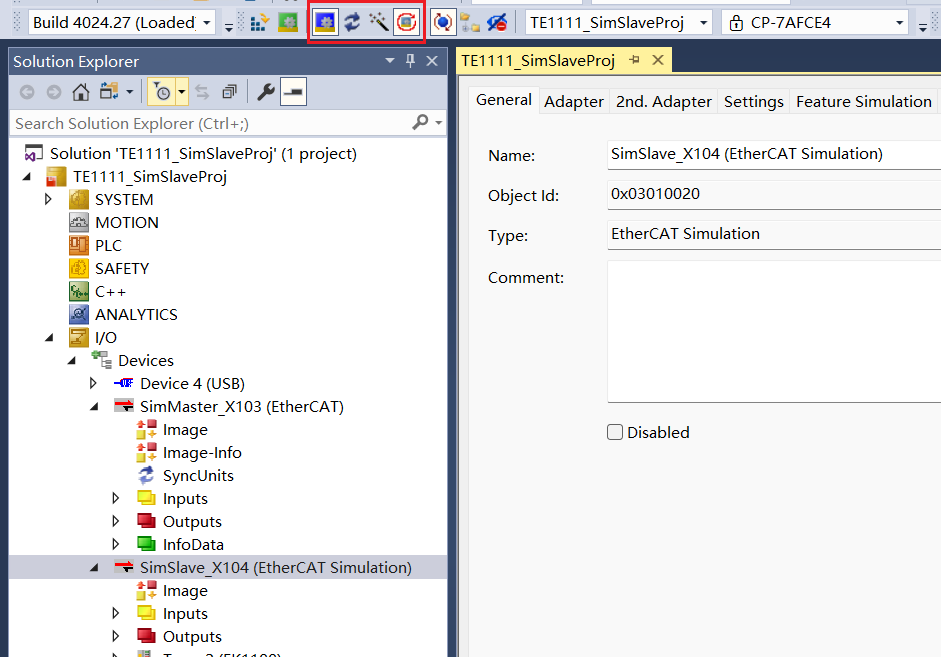 Build 4024.27 (Loaded)
TE1111_SimSlaveProj
CP-7AFCE4
Solution Explorer
TE1111_SimSlaveProj
Search Solution Explorer (Ctrl+;)
Solution 'TE1111_SimSlaveProj' (1 project)
TE1111_SimSlaveProj
SYSTEM
MOTION
PLC
SAFETY
C++
ANALYTICS
I/O
Devices
Device 4 (USB)
SimMaster_X103 (EtherCAT)
Image
Image-Info
SyncUnits
Inputs
Outputs
InfoData
SimSlave_X104 (EtherCAT Simulation)
Image
Inputs
Outputs
General Adapter 2nd. Adapter Settings Feature Simulation
Name: SimSlave_X104 (EtherCAT Simulation)
Object Id: 0x03010020
Type: EtherCAT Simulation
Comment:
Disabled